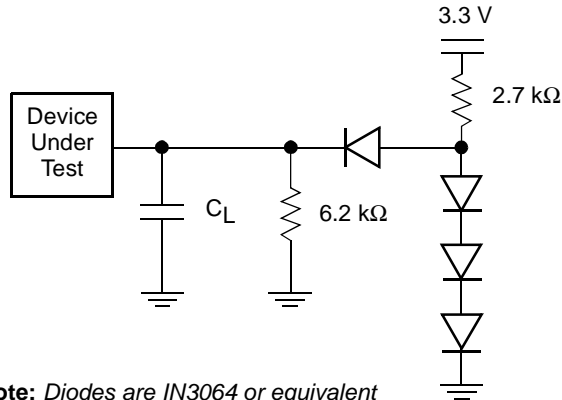 3.3 V
2.7 kΩ
Device
Under
Test
CL
6.2 kΩ
ote: Diodes are IN3064 or equivalent